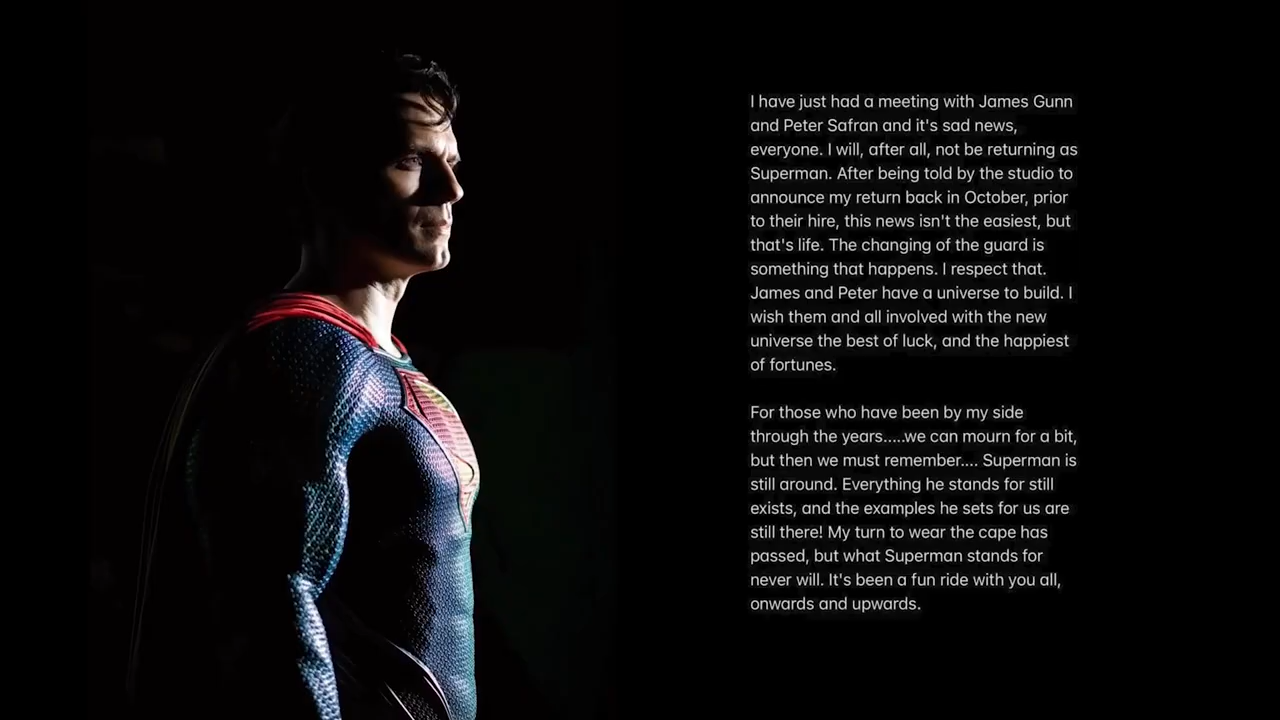 I have just had a meeting with James Gunn
and Peter Safran and it's sad news,
everyone. I will, after all, not be returning as
Superman. After being told by the studio to
announce my return back in October, prior
to their hire, this news isn't the easiest, but
that's life. The changing of the guard is
something that happens. I respect that.
James and Peter have a universe to build. I
wish them and all involved with the new
universe the best of luck, and the happiest
of fortunes.
For those who have been by my side
through the years.....we can mourn for a bit,
but then we must remember.... Superman is
still around. Everything he stands for still
exists, and the examples he sets for us are
still there! My turn to wear the cape has
passed, but what Superman stands for
never will. It's been a fun ride with you all,
onwards and upwards.